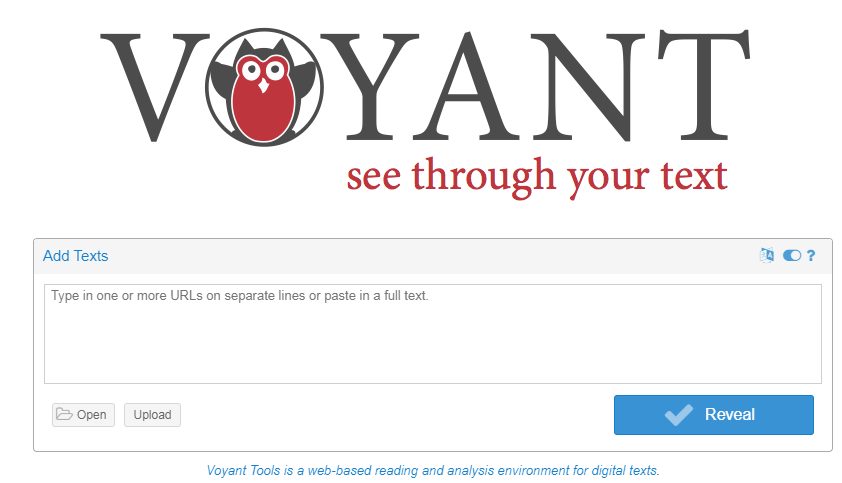 VOYANT
see through your text
Add Texts ?
Type in one or more URLs on separate lines or paste in a full text.
Open Upload Reveal
Voyant Tools is a web-based reading and analysis environment for digital texts.